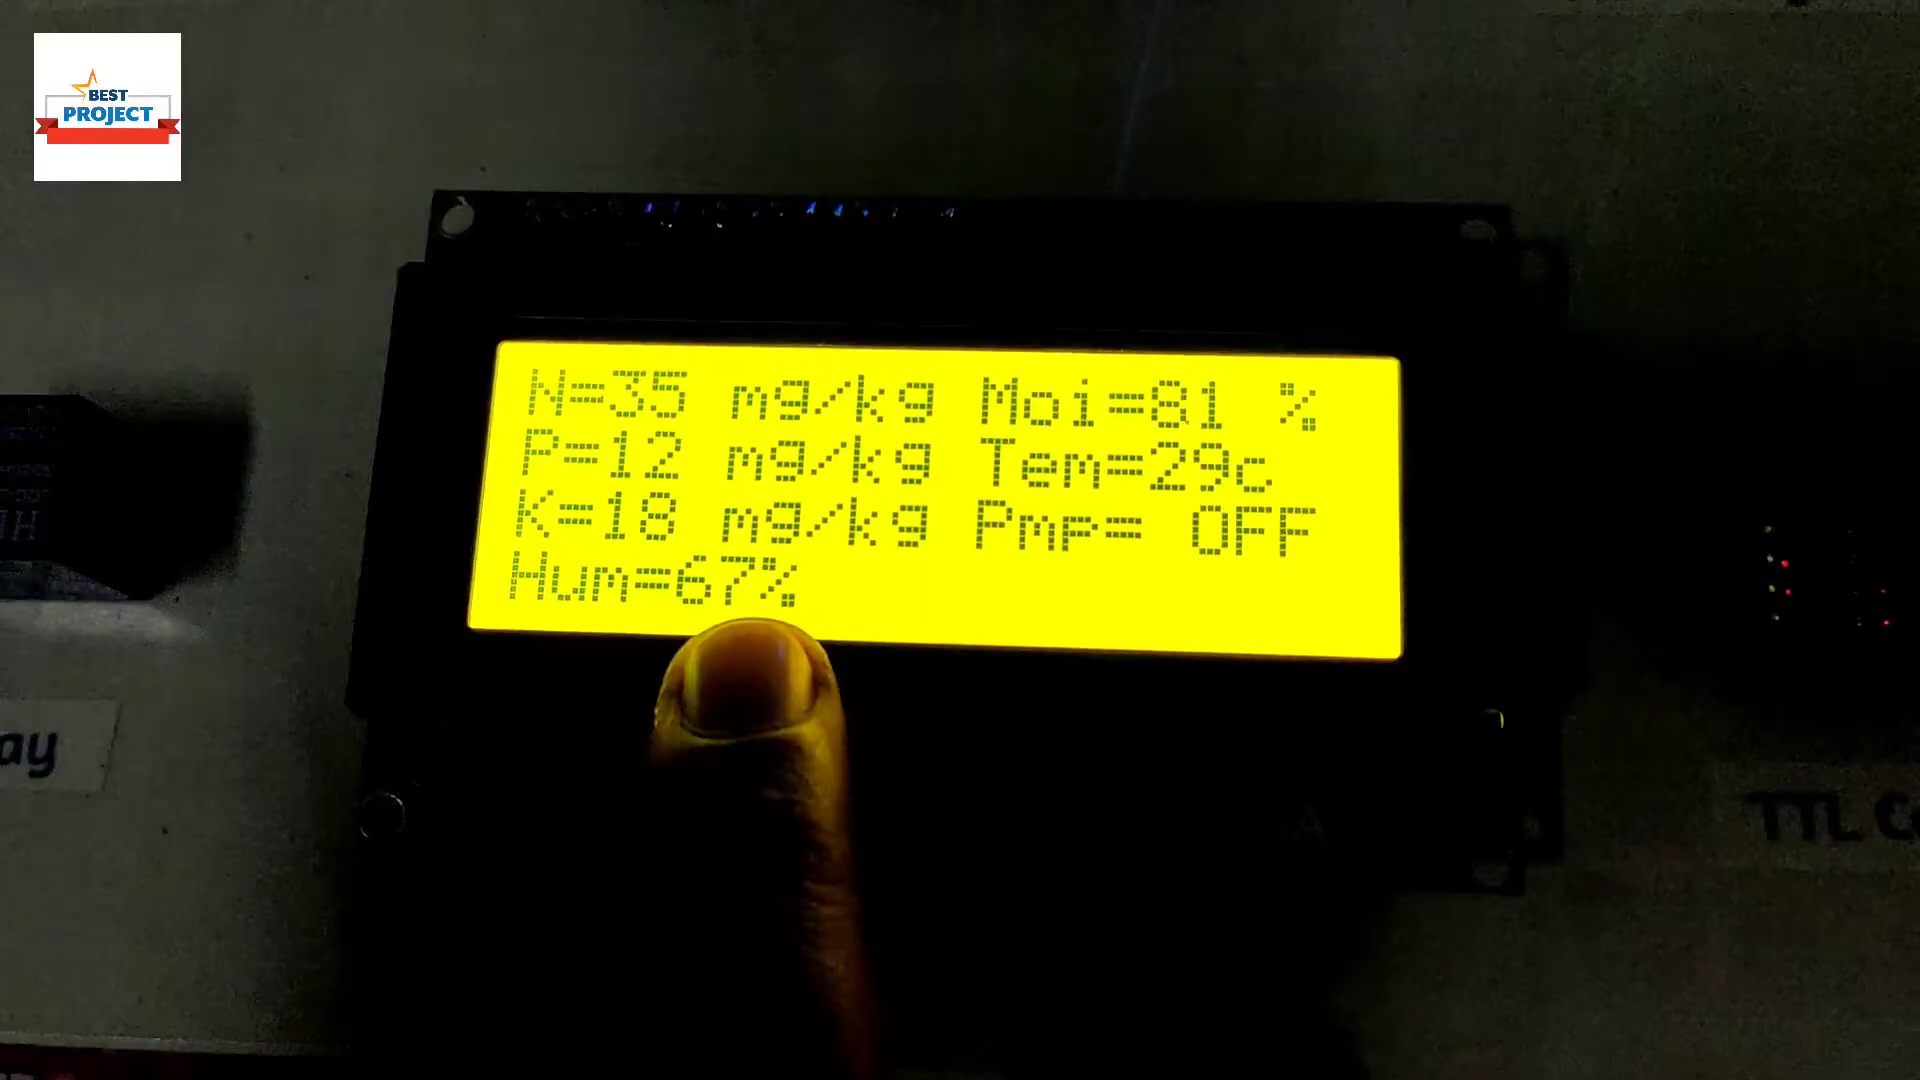 BEST
PROJECT
N=35 mg/kg Moi=81 %
P=12 mg/kg Tem=29c
K=18 mg/kg Pmp= OFF
Hum=67%
ay
TTL